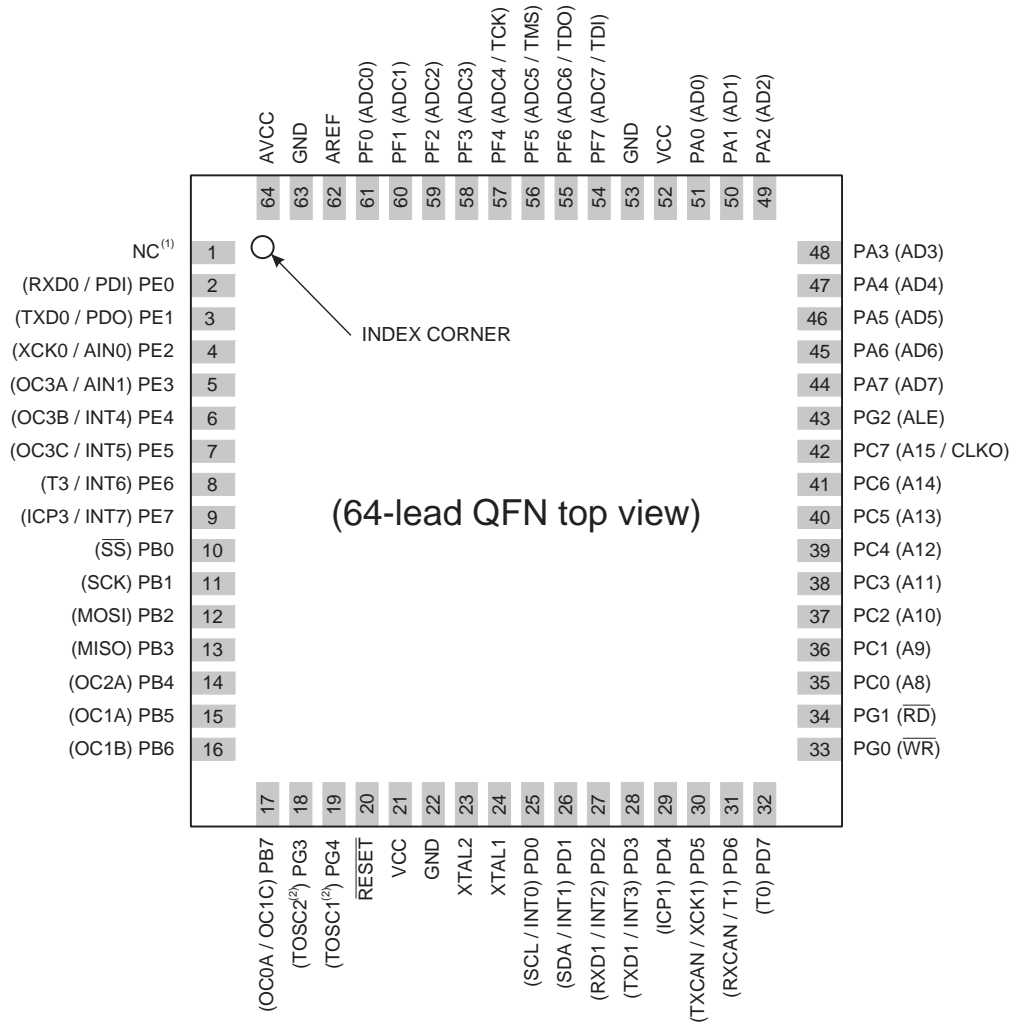 AVCC
GND
AREF
PF0 (ADC0)
PF1 (ADC1)
PF2 (ADC2)
PF3 (ADC3)
PF4 (ADC4 / TCK)
PF5 (ADC5 / TMS)
PF6 (ADC6 / TDO)
PF7 (ADC7 / TDI)
GND
VCC
PA0 (AD0)
PA1 (AD1)
PA2 (AD2)
64
63
62
61
60
59
58
57
56
55
54
53
52
51
50
49
NC(1) 1
(RXD0 / PDI) PE0 2
(TXD0 / PDO) PE1 3
(XCK0 / AIN0) PE2 4
(OC3A / AIN1) PE3 5
(OC3B / INT4) PE4 6
(OC3C / INT5) PE5 7
(T3 / INT6) PE6 8
(ICP3 / INT7) PE7 9
(SS) PB0 10
(SCK) PB1 11
(MOSI) PB2 12
(MISO) PB3 13
(OC2A) PB4 14
(OC1A) PB5 15
(OC1B) PB6 16
INDEX CORNER
(64-lead QFN top view)
48 PA3 (AD3)
47 PA4 (AD4)
46 PA5 (AD5)
45 PA6 (AD6)
44 PA7 (AD7)
43 PG2 (ALE)
42 PC7 (A15 / CLKO)
41 PC6 (A14)
40 PC5 (A13)
39 PC4 (A12)
38 PC3 (A11)
37 PC2 (A10)
36 PC1 (A9)
35 PC0 (A8)
34 PG1 (RD)
33 PG0 (WR)
17
18
19
20
21
22
23
24
25
26
27
28
29
30
31
32
(OC0A / OC1C) PB7
(TOSC2(2)) PG3
(TOSC1(2)) PG4
RESET
VCC
GND
XTAL2
XTAL1
(SCL / INT0) PD0
(SDA / INT1) PD1
(RXD1 / INT2) PD2
(TXD1 / INT3) PD3
(ICP1) PD4
(TXCAN / XCK1) PD5
(RXCAN / T1) PD6
(T0) PD7